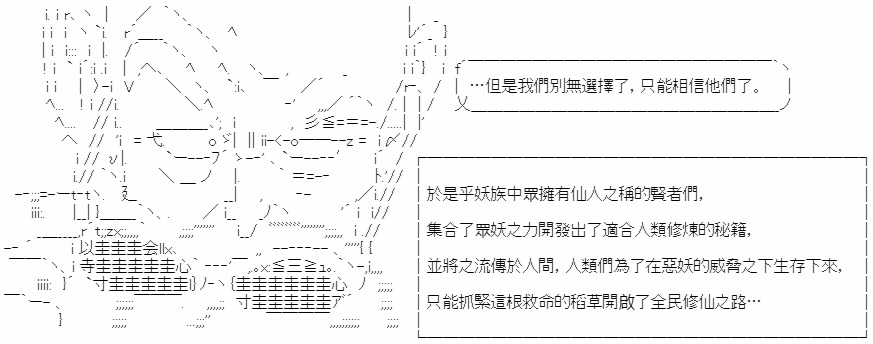 …但是我們別無選擇了，只能相信他們了。
於是乎妖族中眾擁有仙人之稱的賢者們，
集合了眾妖之力開發出了適合人類修煉的秘籍，
並將之流傳於人間，人類們為了在惡妖的威脅之下生存下來，
只能抓緊這根救命的稻草開啟了全民修仙之路…